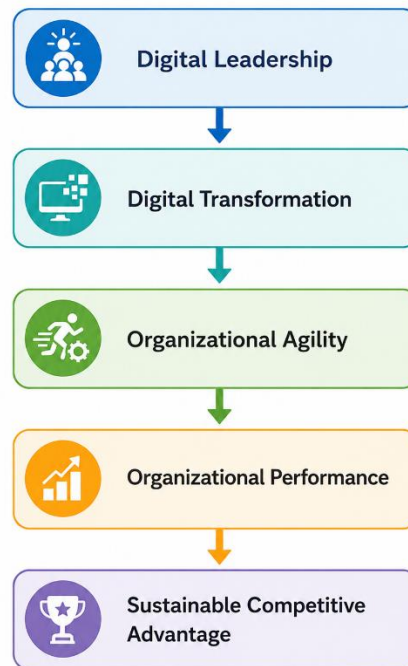 Digital Leadership
Digital Transformation
Organizational Agility
Organizational Performance
Sustainable Competitive
Advantage